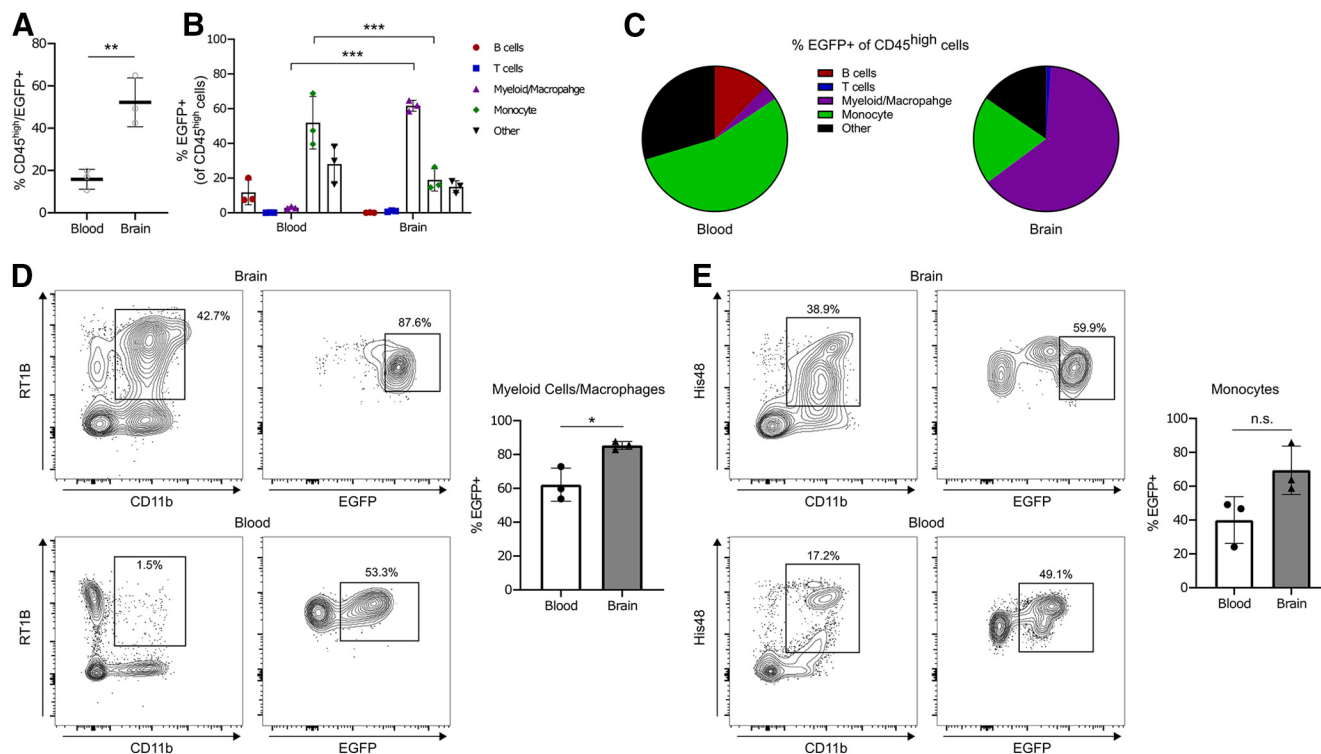 A
80
60
40
20
0
% CD45high/EGFP+
**
Blood
Brain
B
100
80
60
40
20
0
% EGFP+
(of CD45high cells)
***
***
Blood
Brain
B cells
T cells
Myeloid/Macropahge
Monocyte
Other
C
% EGFP+ of CD45high cells
B cells
T cells
Myeloid/Macropahge
Monocyte
Other
Blood
Brain
D
Brain
RT1B
42.7%
CD11b
87.6%
EGFP
Blood
RT1B
1.5%
CD11b
53.3%
EGFP
Myeloid Cells/Macrophages
100
80
60
40
20
0
% EGFP+
*
Blood
Brain
E
Brain
His48
38.9%
CD11b
59.9%
EGFP
Blood
His48
17.2%
CD11b
49.1%
EGFP
Monocytes
100
80
60
40
20
0
% EGFP+
n.s.
Blood
Brain